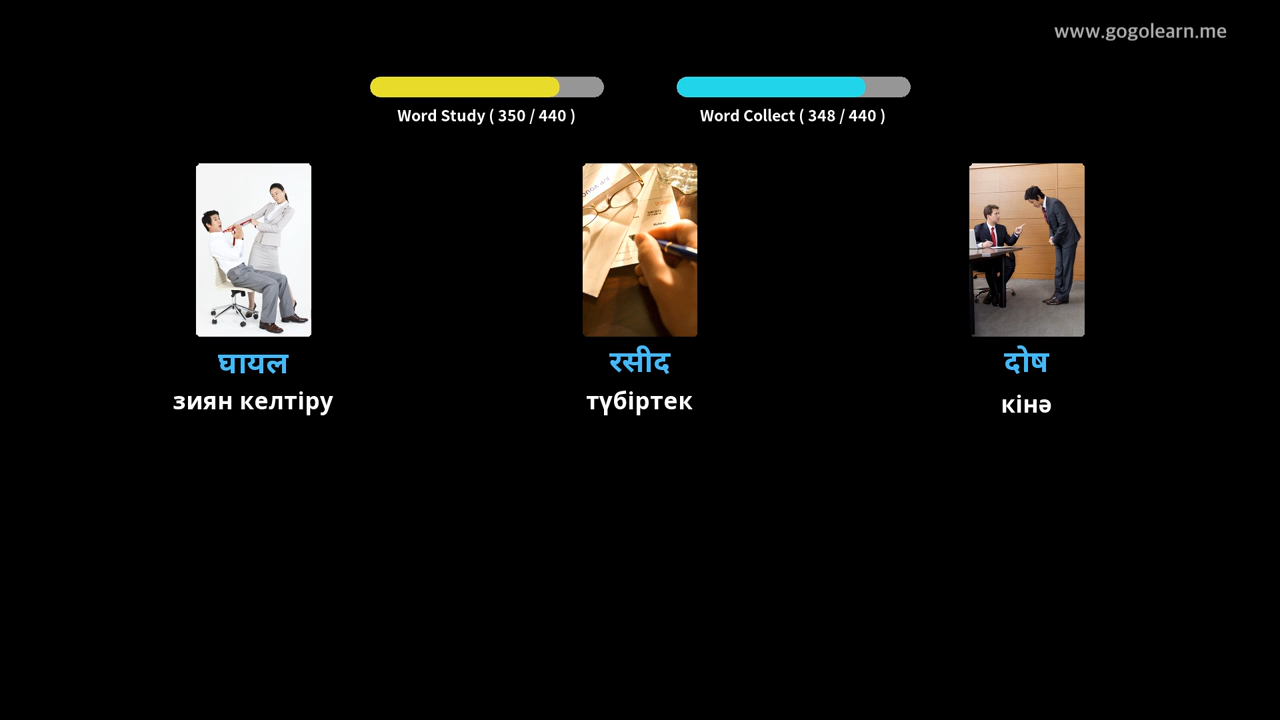 www.gogolearn.me
Word Study ( 350 / 440 )
Word Collect ( 348 / 440 )
घायल
रसीद
दोष
зиян келтіру
түбіртек
кінә